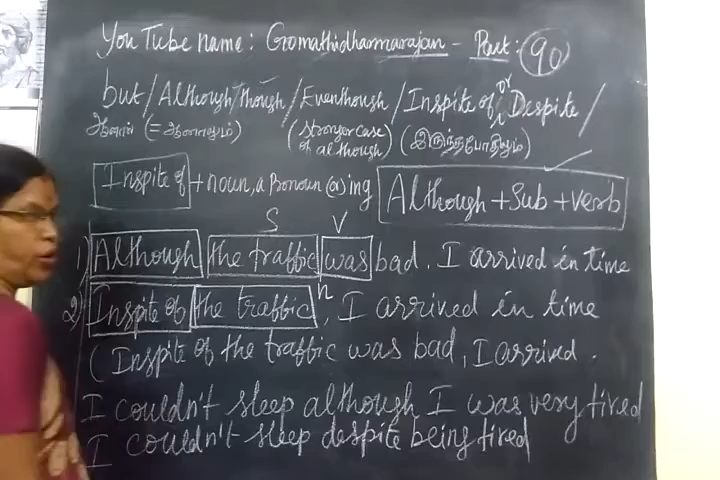 You Tube name: Gomathidharmarajan - Part: 90
but/Although/though/Eventhough/Inspite of or Despite/
ஆனால் (=ஆனாலும்) (stronger case of although) (இருந்தபோதிலும்)
Inspite of + noun, a Pronoun (or) ing Although + Sub + verb
S V
1) Although the traffic was bad. I arrived in time
2) Inspite of the traffic n, I arrived in time
(Inspite of the traffic was bad, I arrived.
I couldn't sleep although I was very tired
I couldn't sleep despite being tired